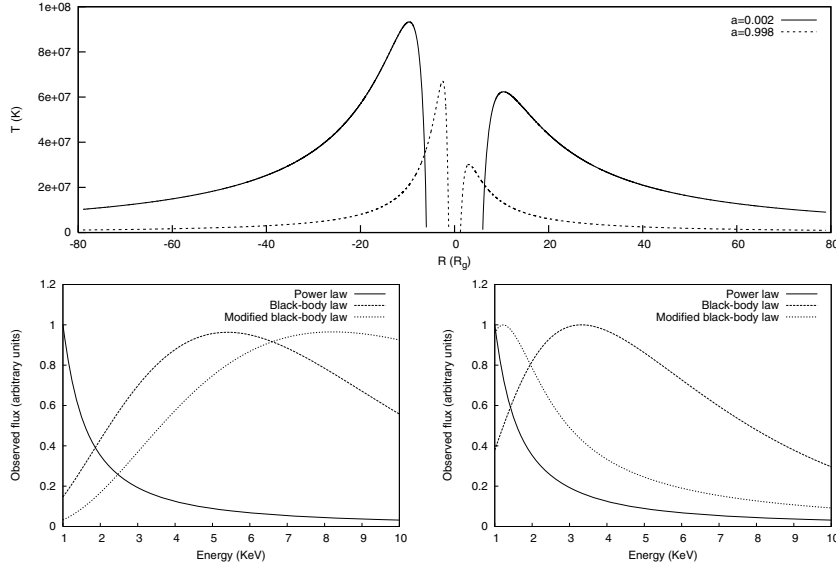 1e+08
8e+07
6e+07
4e+07
2e+07
0
T (K)
-80 -60 -40 -20 0 20 40 60 80
R (Rg)
a=0.002
a=0.998
1.2
1
0.8
0.6
0.4
0.2
0
Observed flux (arbitrary units)
1 2 3 4 5 6 7 8 9 10
Energy (KeV)
Power law
Black-body law
Modified black-body law
1.2
1
0.8
0.6
0.4
0.2
0
Observed flux (arbitrary units)
1 2 3 4 5 6 7 8 9 10
Energy (KeV)
Power law
Black-body law
Modified black-body law